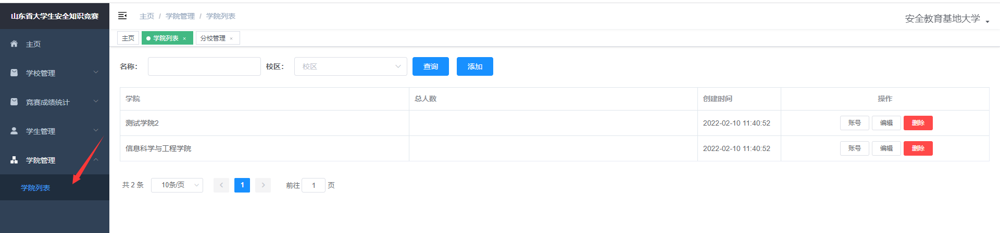 山东省大学生安全知识竞赛
主页
学校管理
竞赛成绩统计
学生管理
学院管理
学院列表
主页 / 学院管理 / 学院列表
安全教育基地大学
主页 学院列表 × 分校管理 ×
名称： 校区： 校区 查询 添加
学院 总人数 创建时间 操作
测试学院2 2022-02-10 11:40:52 账号 编辑 删除
信息科学与工程学院 2022-02-10 11:40:52 账号 编辑 删除
共 2 条 10条/页 < 1 > 前往 1 页